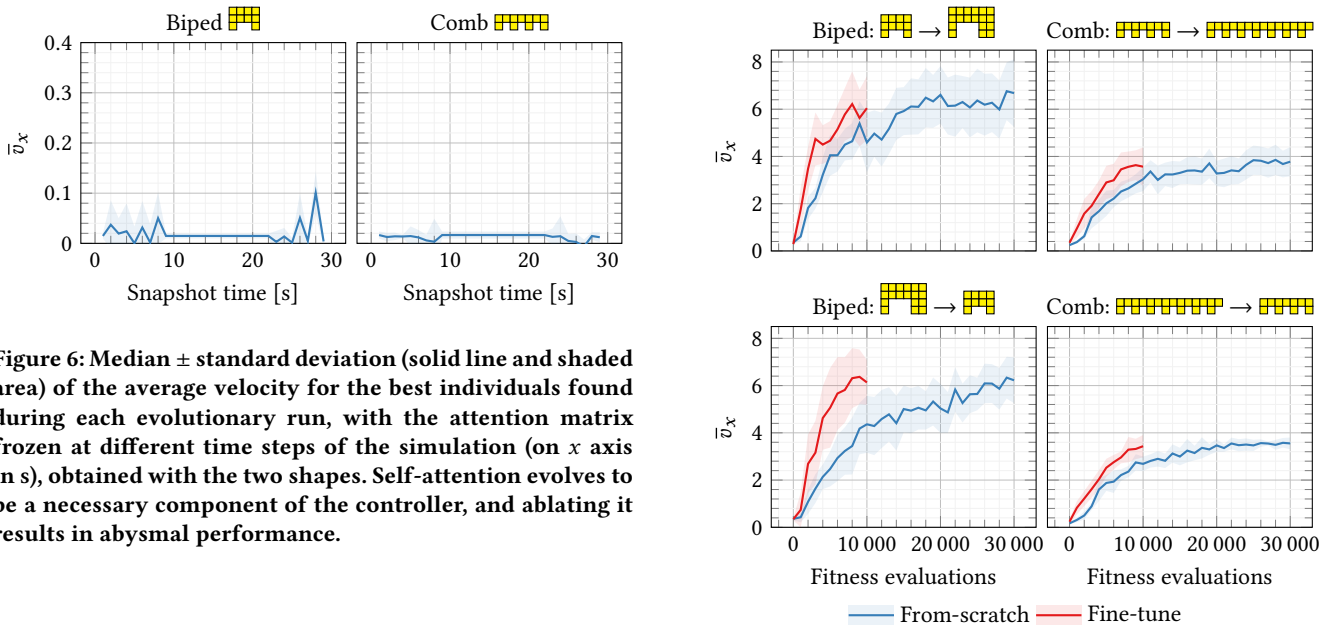 Biped
Comb
0.4
0.3
0.2
0.1
0
v̅x
0 10 20 30
0 10 20 30
Snapshot time [s]
Snapshot time [s]
Figure 6: Median ± standard deviation (solid line and shaded
area) of the average velocity for the best individuals found
during each evolutionary run, with the attention matrix
frozen at different time steps of the simulation (on x axis
in s), obtained with the two shapes. Self-attention evolves to
be a necessary component of the controller, and ablating it
results in abysmal performance.
Biped: →
Comb: →
8
6
4
2
0
v̅x
Biped: →
Comb: →
8
6
4
2
0
v̅x
0 10 000 20 000 30 000
0 10 000 20 000 30 000
Fitness evaluations
Fitness evaluations
From-scratch Fine-tune